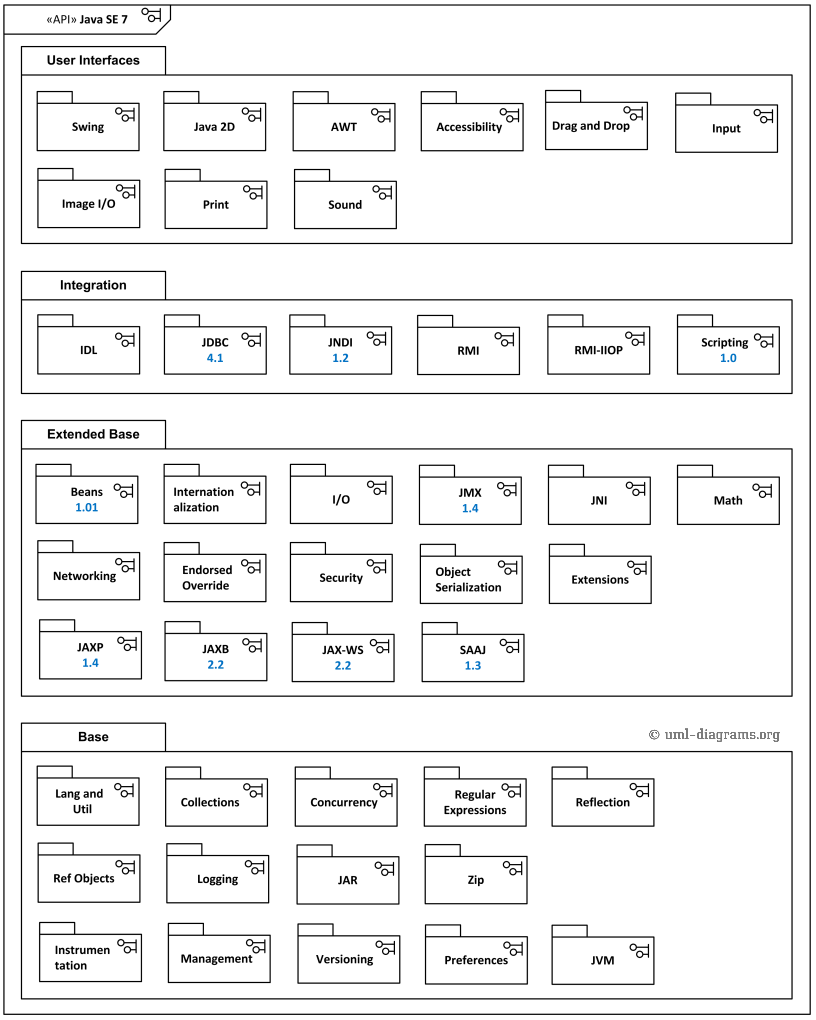 «API» Java SE 7
User Interfaces
Swing
Java 2D
AWT
Accessibility
Drag and Drop
Input
Image I/O
Print
Sound
Integration
IDL
JDBC
4.1
JNDI
1.2
RMI
RMI-IIOP
Scripting
1.0
Extended Base
Beans
1.01
Internation
alization
I/O
JMX
1.4
JNI
Math
Networking
Endorsed
Override
Security
Object
Serialization
Extensions
JAXP
1.4
JAXB
2.2
JAX-WS
2.2
SAAJ
1.3
Base
© uml-diagrams.org
Lang and
Util
Collections
Concurrency
Regular
Expressions
Reflection
Ref Objects
Logging
JAR
Zip
Instrumen
tation
Management
Versioning
Preferences
JVM